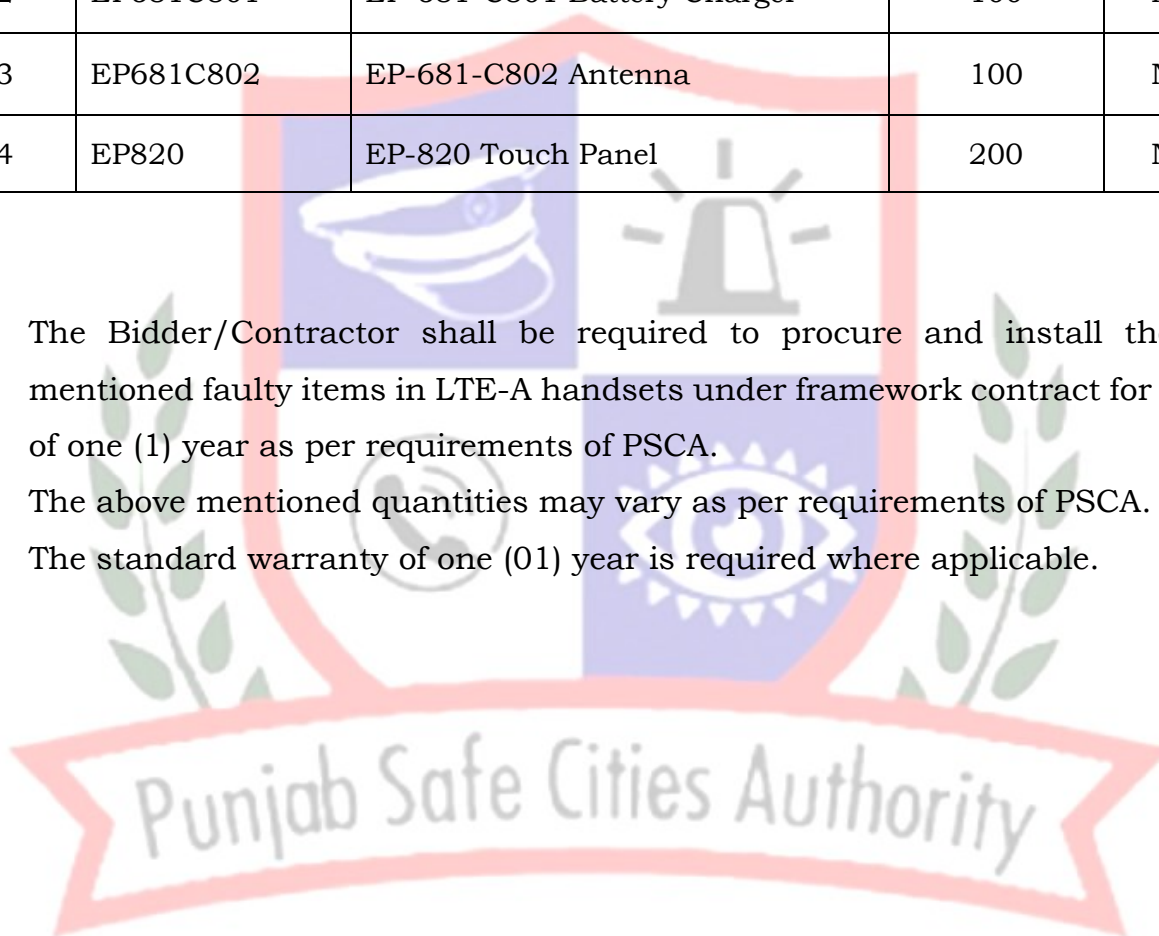 3 EP681C802 EP-681-C802 Antenna 100
4 EP820 EP-820 Touch Panel 200
The Bidder/Contractor shall be required to procure and install
mentioned faulty items in LTE-A handsets under framework contract for
of one (1) year as per requirements of PSCA.
The above mentioned quantities may vary as per requirements of PSCA.
The standard warranty of one (01) year is required where applicable.
Punjab Safe Cities Authority